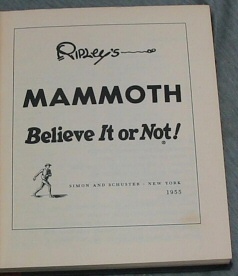 RIPLEY'S
MAMMOTH
Believe It or Not!
®
SIMON AND SCHUSTER · NEW YORK
1955